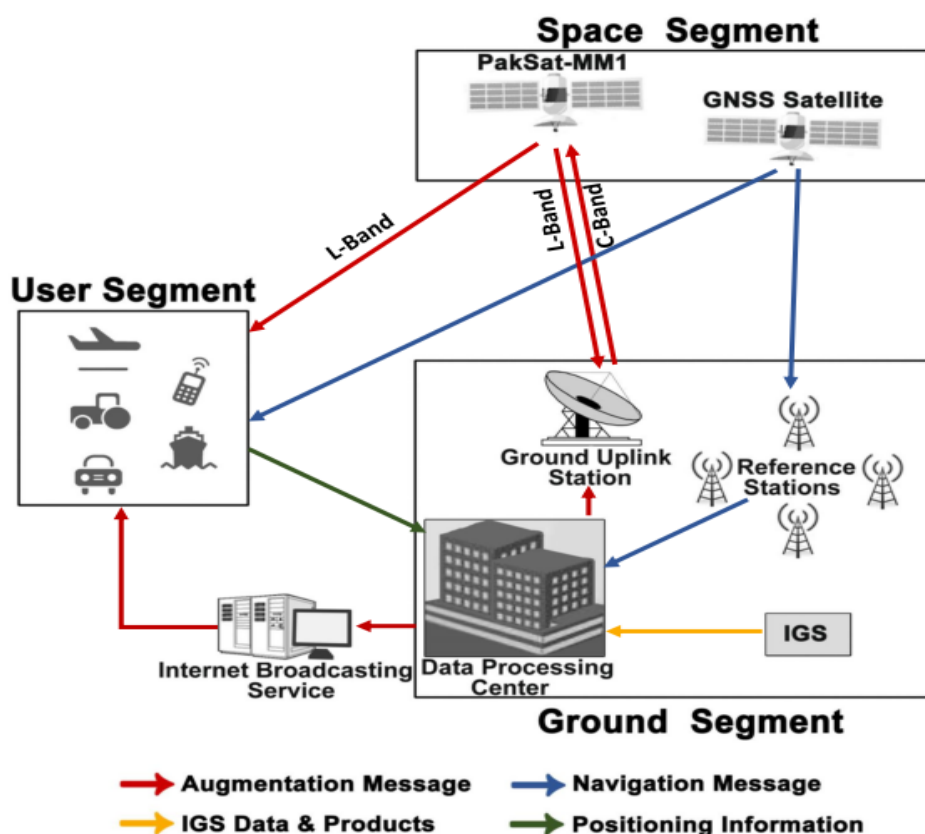 Space Segment
PakSat-MM1
GNSS Satellite
L-Band
L-Band
C-Band
User Segment
Ground Uplink
Station
Reference
Stations
IGS
Internet Broadcasting
Service
Data Processing
Center
Ground Segment
Augmentation Message
Navigation Message
IGS Data & Products
Positioning Information